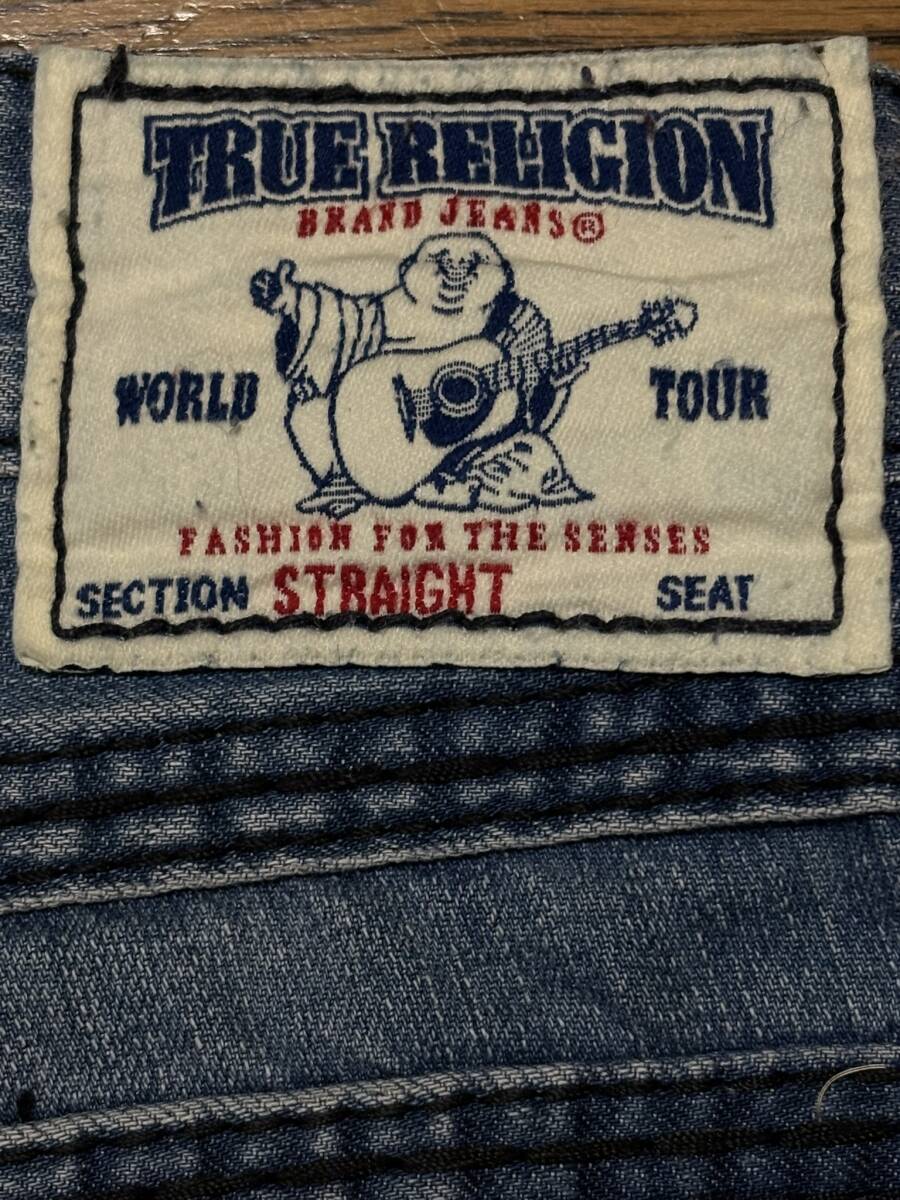 TRUE RELIGION
BRAND JEANS®
WORLD TOUR
FASHION FOR THE SENSES
SECTION STRAIGHT SEAT